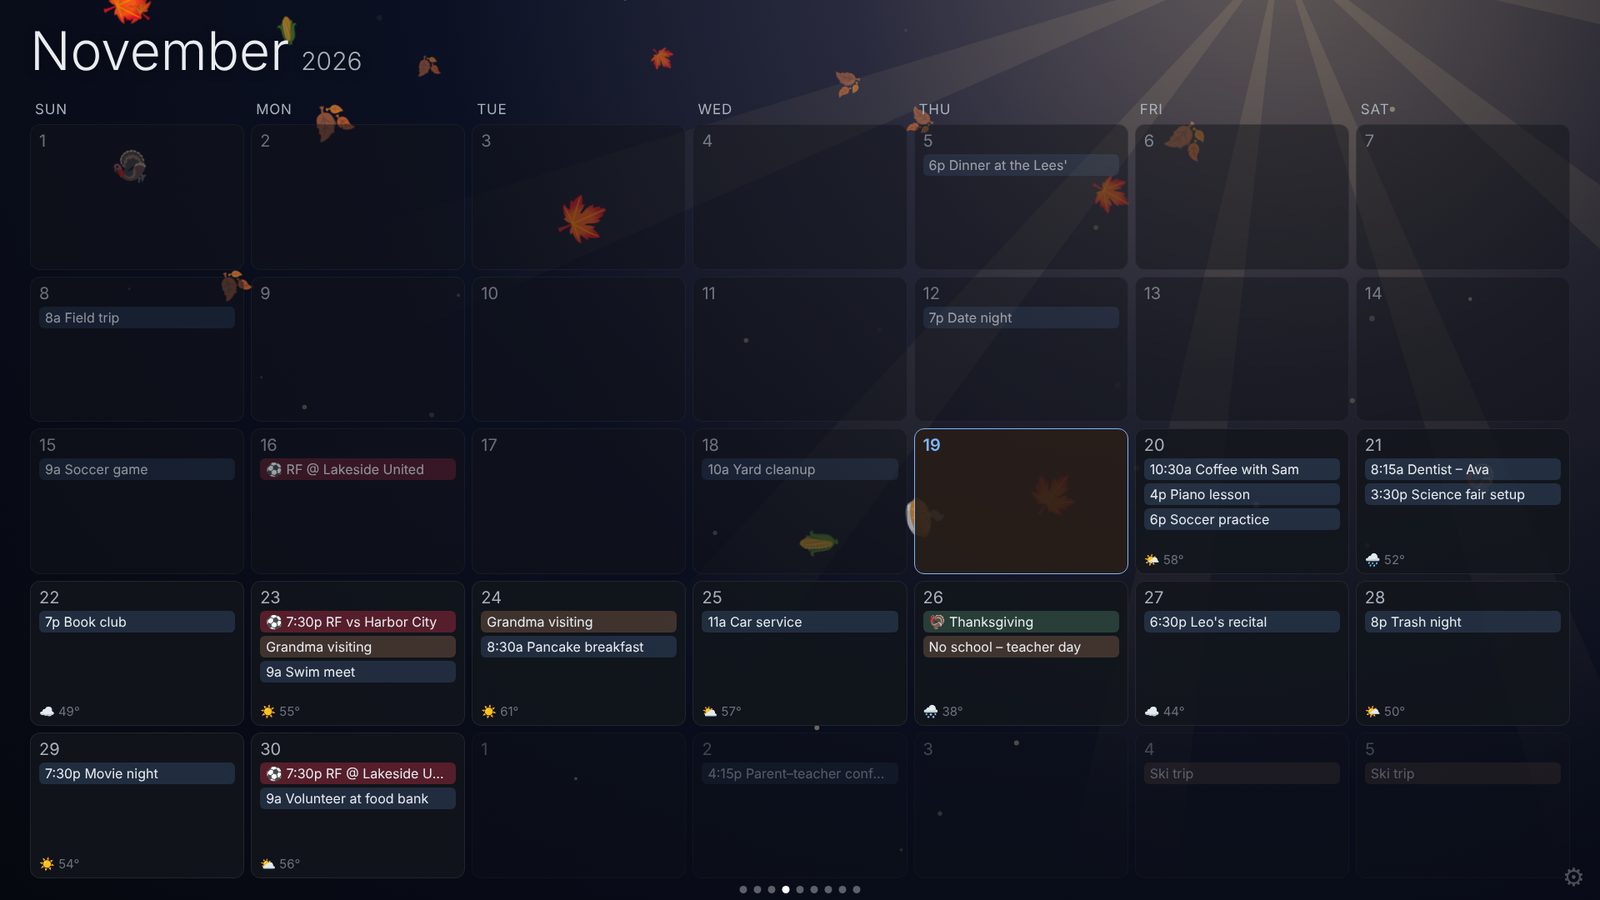 November 2026
SUN MON TUE WED THU FRI SAT
1 2 3 4 5 6 7
6p Dinner at the Lees'
8 9 10 11 12 13 14
8a Field trip
7p Date night
15 16 17 18 19 20 21
9a Soccer game
RF @ Lakeside United
10a Yard cleanup
10:30a Coffee with Sam
4p Piano lesson
6p Soccer practice
58°
8:15a Dentist – Ava
3:30p Science fair setup
52°
22 23 24 25 26 27 28
7p Book club
49°
7:30p RF vs Harbor City
Grandma visiting
9a Swim meet
55°
Grandma visiting
8:30a Pancake breakfast
61°
11a Car service
57°
Thanksgiving
No school – teacher day
38°
6:30p Leo's recital
44°
8p Trash night
50°
29 30 1 2 3 4 5
7:30p Movie night
54°
7:30p RF @ Lakeside U...
9a Volunteer at food bank
56°
4:15p Parent–teacher conf...
Ski trip
Ski trip